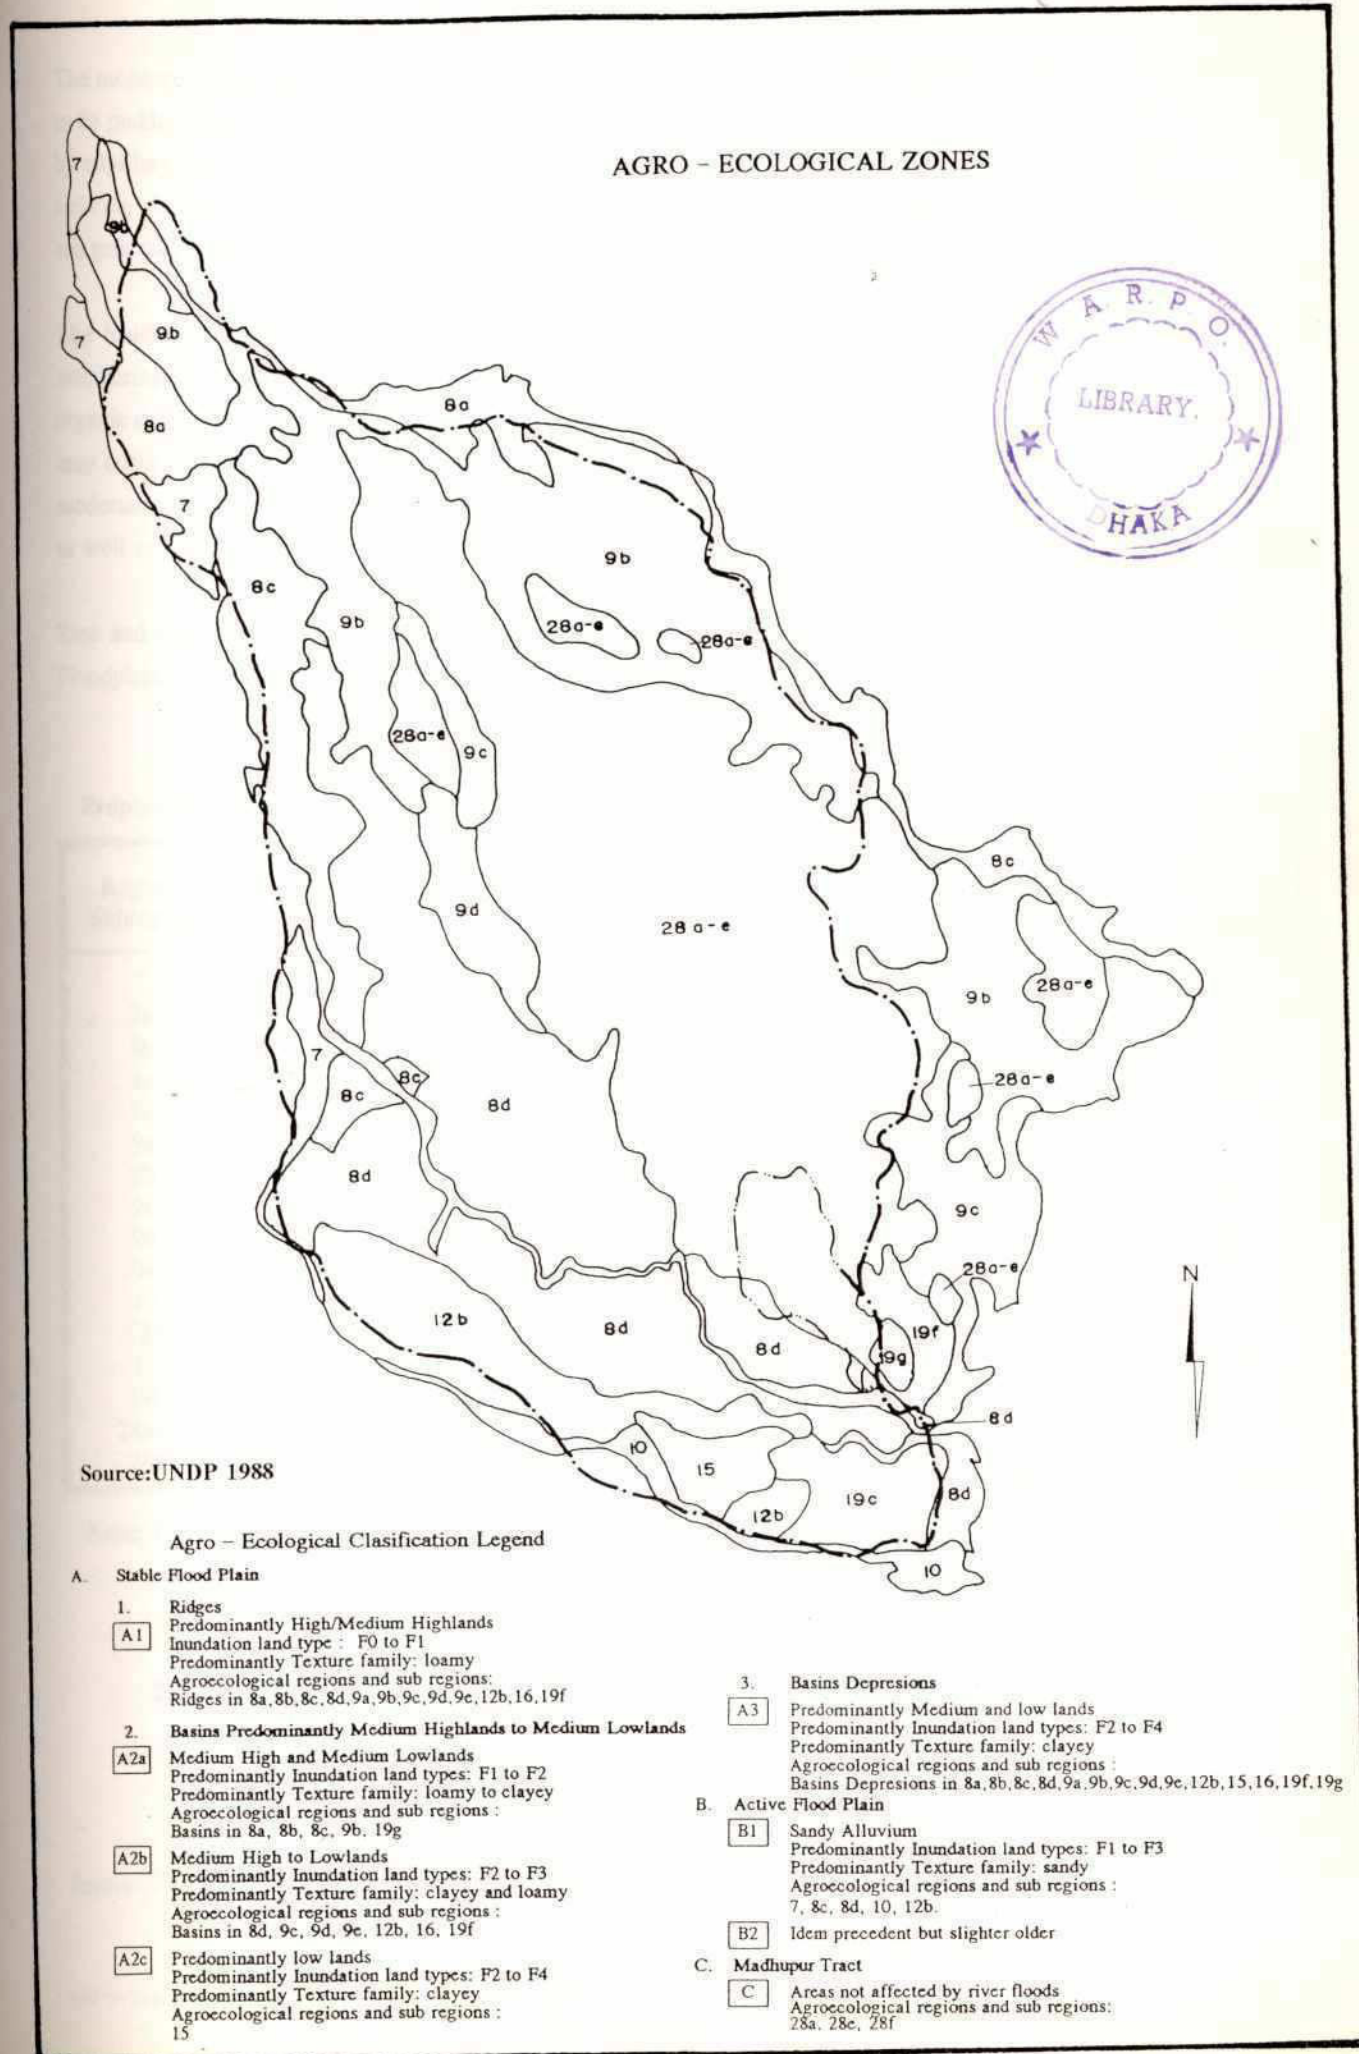 AGRO - ECOLOGICAL ZONES
W. A. R. P. O.
LIBRARY.
DHAKA
7
9b
7
9b
8a
8a
7
8c
9b
9b
28a-e
28a-e
28a-e
9c
9d
28 a-e
8c
9b
28a-e
28a-e
7
8c
8c
8d
8d
9c
28a-e
12b
8d
8d
19f
19g
8d
N
10
15
12b
19c
8d
10
Source:UNDP 1988
Agro - Ecological Clasification Legend
A. Stable Flood Plain
1. Ridges
A1 Predominantly High/Medium Highlands
Inundation land type : F0 to F1
Predominantly Texture family: loamy
Agroecological regions and sub regions:
Ridges in 8a,8b,8c,8d,9a,9b,9c,9d,9e,12b,16,19f
2. Basins Predominantly Medium Highlands to Medium Lowlands
A2a Medium High and Medium Lowlands
Predominantly Inundation land types: F1 to F2
Predominantly Texture family: loamy to clayey
Agroecological regions and sub regions :
Basins in 8a, 8b, 8c, 9b. 19g
A2b Medium High to Lowlands
Predominantly Inundation land types: F2 to F3
Predominantly Texture family: clayey and loamy
Agroecological regions and sub regions :
Basins in 8d, 9c, 9d, 9e, 12b, 16, 19f
A2c Predominantly low lands
Predominantly Inundation land types: F2 to F4
Predominantly Texture family: clayey
Agroecological regions and sub regions :
15
3. Basins Depresions
A3 Predominantly Medium and low lands
Predominantly Inundation land types: F2 to F4
Predominantly Texture family: clayey
Agroecological regions and sub regions :
Basins Depresions in 8a,8b,8c,8d,9a,9b,9c,9d,9e,12b,15,16,19f,19g
B. Active Flood Plain
B1 Sandy Alluvium
Predominantly Inundation land types: F1 to F3
Predominantly Texture family: sandy
Agroecological regions and sub regions :
7, 8c, 8d, 10, 12b.
B2 Idem precedent but slighter older
C. Madhupur Tract
C Areas not affected by river floods
Agroecological regions and sub regions:
28a. 28e, 28f